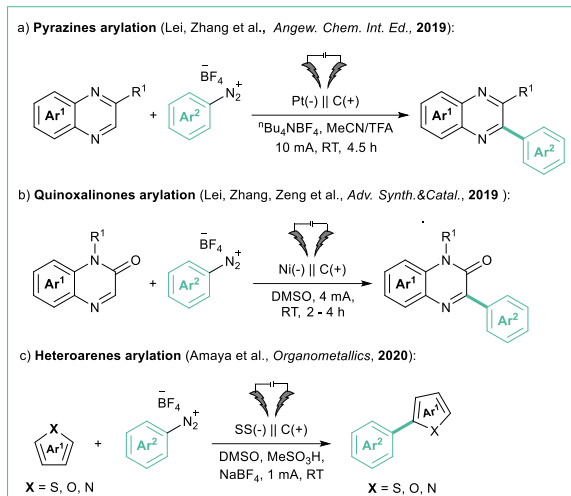 a) Pyrazines arylation (Lei, Zhang et al., Angew. Chem. Int. Ed., 2019):
Ar¹
N
N
R¹
+
Ar²
N₂⁺
⁻BF₄
Pt(-) || C(+)
ⁿBu₄NBF₄, MeCN/TFA
10 mA, RT, 4.5 h
Ar¹
N
N
R¹
Ar²
b) Quinoxalinones arylation (Lei, Zhang, Zeng et al., Adv. Synth.&Catal., 2019 ):
R¹
N
O
Ar¹
N
+
Ar²
N₂⁺
⁻BF₄
Ni(-) || C(+)
DMSO, 4 mA,
RT, 2 - 4 h
R¹
N
O
Ar¹
N
Ar²
c) Heteroarenes arylation (Amaya et al., Organometallics, 2020):
X
Ar¹
X = S, O, N
+
Ar²
N₂⁺
⁻BF₄
SS(-) || C(+)
DMSO, MeSO₃H,
NaBF₄, 1 mA, RT
Ar²
Ar¹
X
X = S, O, N